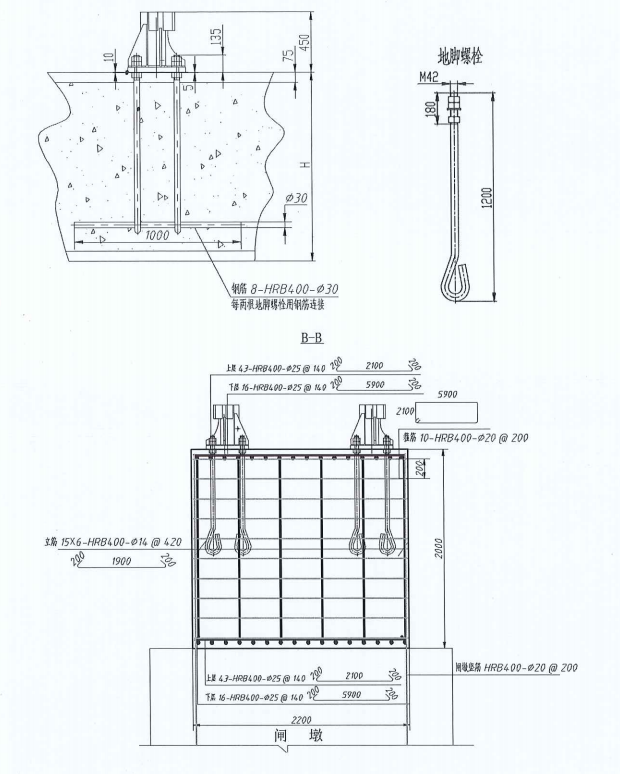 10
135
75
450
5
H
Φ30
1000
钢筋 8-HRB400-Φ30
每两根地脚螺栓用钢筋连接
地脚螺栓
M42
180
1200
B-B
上层 43-HRB400-Φ25 @ 140 200 2100 200
下层 16-HRB400-Φ25 @ 140 200 5900 200
5900
2100
箍筋 10-HRB400-Φ20 @ 200
200
2000
支筋 15X6-HRB400-Φ14 @ 420
200 1900 200
上层 43-HRB400-Φ25 @ 140 200 2100 200
下层 16-HRB400-Φ25 @ 140 200 5900 200
闸墩竖筋 HRB400-Φ20 @ 200
2200
闸 墩